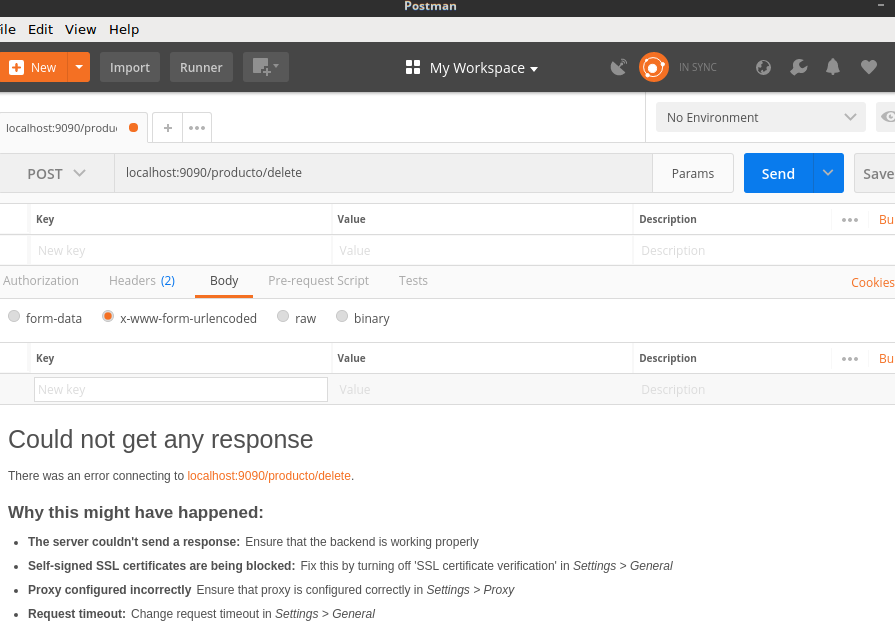 Postman
ile Edit View Help
New Import Runner My Workspace IN SYNC
localhost:9090/produc + ••• No Environment
POST localhost:9090/producto/delete Params Send Save
Key Value Description ••• Bu
New key Value Description
Authorization Headers (2) Body Pre-request Script Tests Cookies
form-data x-www-form-urlencoded raw binary
Key Value Description ••• Bu
New key Value Description
Could not get any response
There was an error connecting to localhost:9090/producto/delete.
Why this might have happened:
• The server couldn't send a response: Ensure that the backend is working properly
• Self-signed SSL certificates are being blocked: Fix this by turning off 'SSL certificate verification' in Settings > General
• Proxy configured incorrectly Ensure that proxy is configured correctly in Settings > Proxy
• Request timeout: Change request timeout in Settings > General